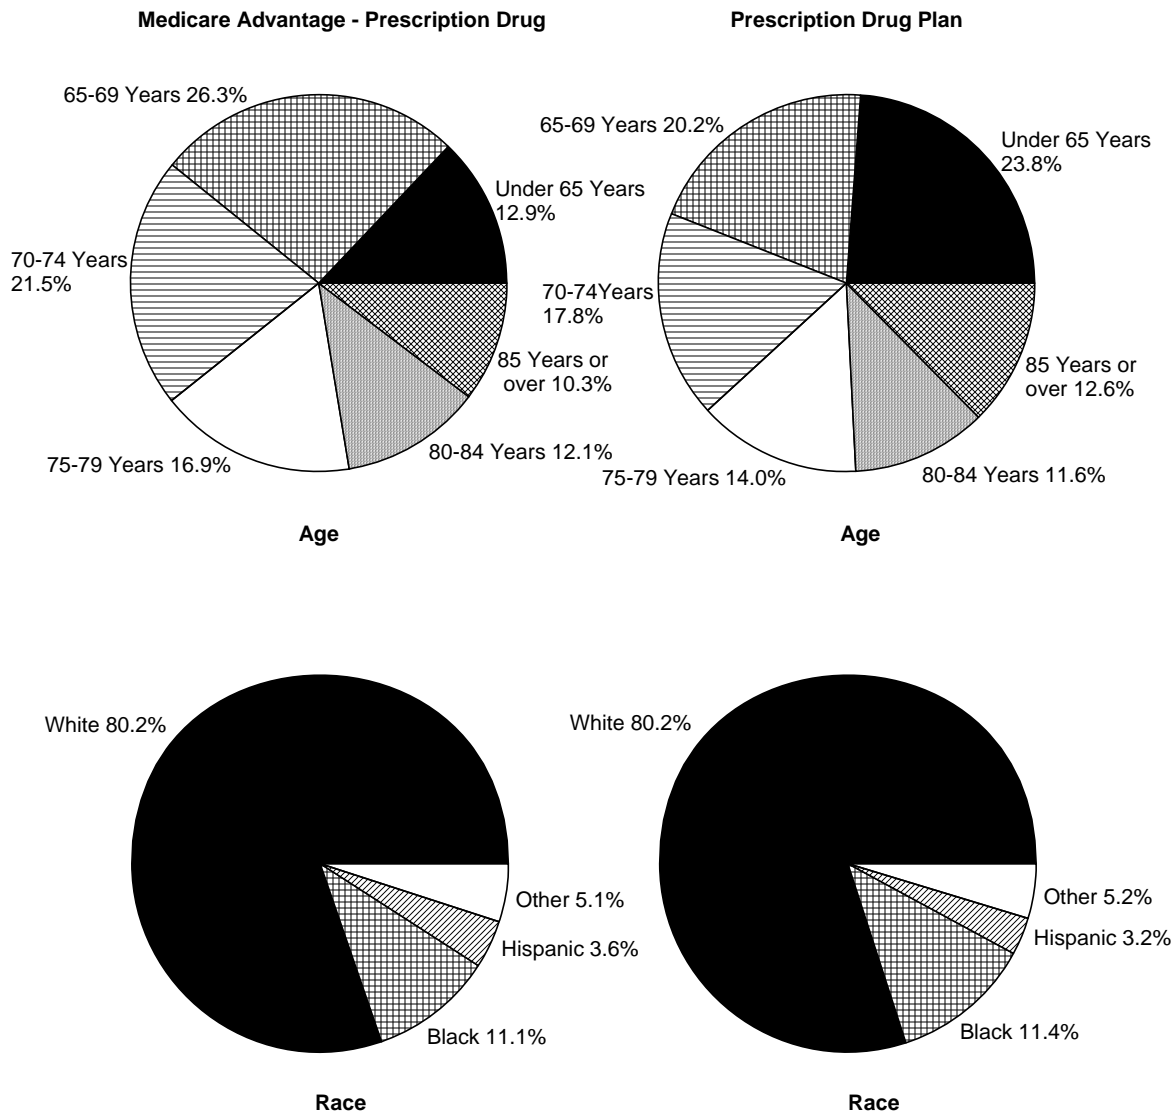 Medicare Advantage - Prescription Drug
65-69 Years 26.3%
Under 65 Years
12.9%
70-74 Years
21.5%
85 Years or
over 10.3%
80-84 Years 12.1%
75-79 Years 16.9%
Age
Prescription Drug Plan
65-69 Years 20.2%
Under 65 Years
23.8%
70-74Years
17.8%
85 Years or
over 12.6%
80-84 Years 11.6%
75-79 Years 14.0%
Age
White 80.2%
Other 5.1%
Hispanic 3.6%
Black 11.1%
Race
White 80.2%
Other 5.2%
Hispanic 3.2%
Black 11.4%
Race